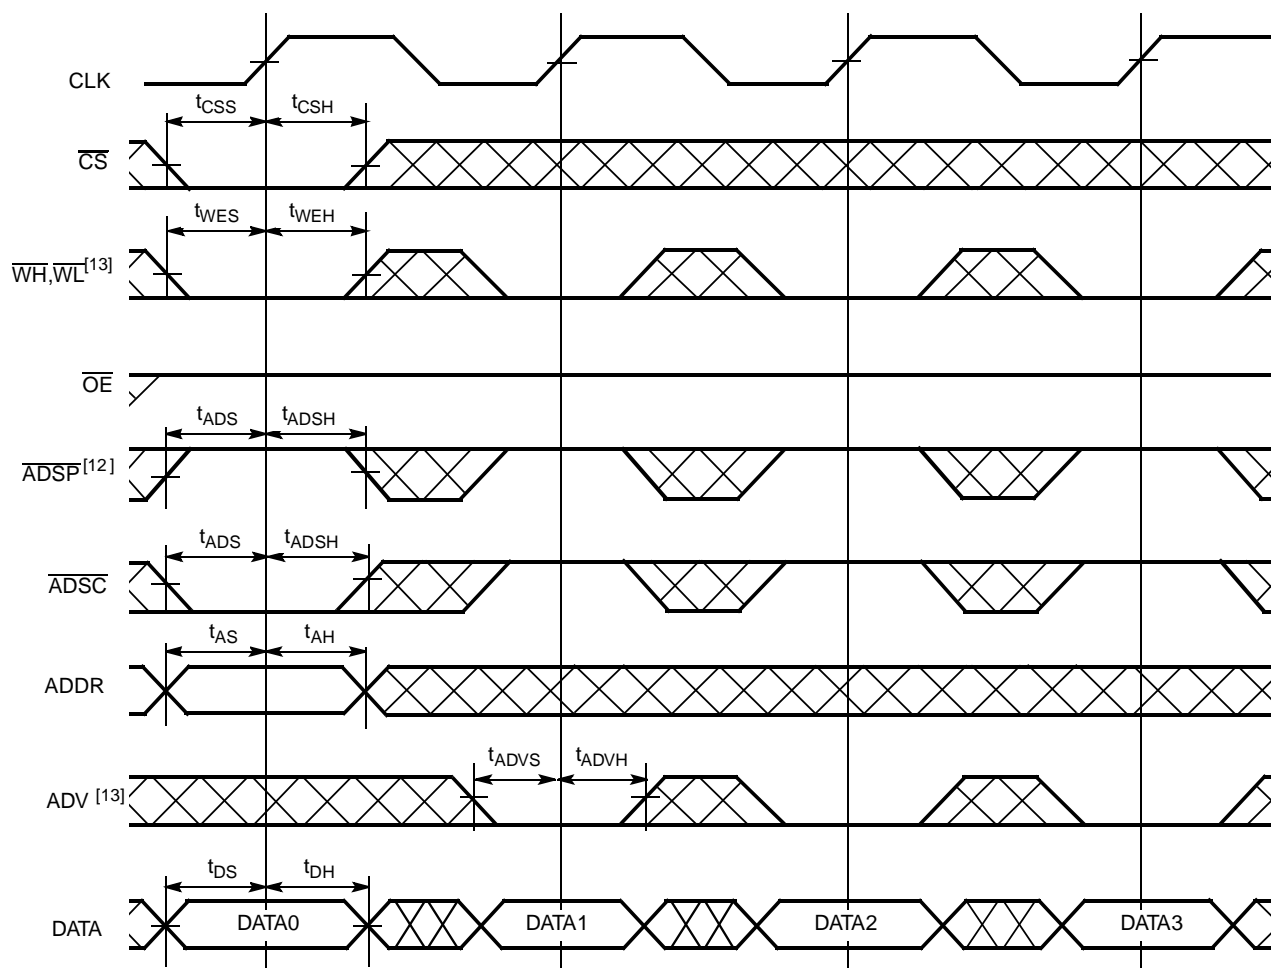 CLK
tCSS tCSH
CS
tWES tWEH
WH,WL[13]
OE
tADS tADSH
ADSP[12]
tADS tADSH
ADSC
tAS tAH
ADDR
tADVS tADVH
ADV [13]
tDS tDH
DATA DATA0 DATA1 DATA2 DATA3